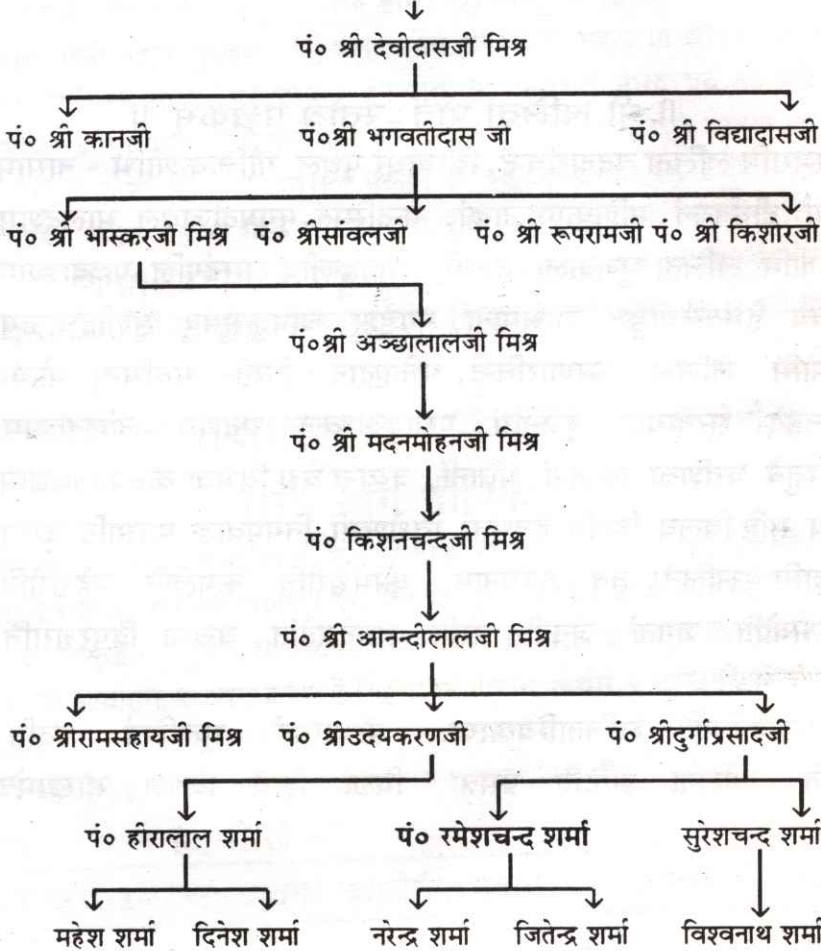 पं० श्री देवीदासजी मिश्र
पं० श्री कानजी पं०श्री भगवतीदास जी पं० श्री विद्यादासजी
पं० श्री भास्करजी मिश्र पं० श्रीसांवलजी पं० श्री रूपरामजी पं० श्री किशोरजी
पं०श्री अच्छालालजी मिश्र
पं० श्री मदनमोहनजी मिश्र
पं० किशनचन्दजी मिश्र
पं० श्री आनन्दीलालजी मिश्र
पं० श्रीरामसहायजी मिश्र पं० श्रीउदयकरणजी पं० श्रीदुर्गाप्रसादजी
पं० हीरालाल शर्मा पं० रमेशचन्द शर्मा सुरेशचन्द शर्मा
महेश शर्मा दिनेश शर्मा नरेन्द्र शर्मा जितेन्द्र शर्मा विश्वनाथ शर्मा